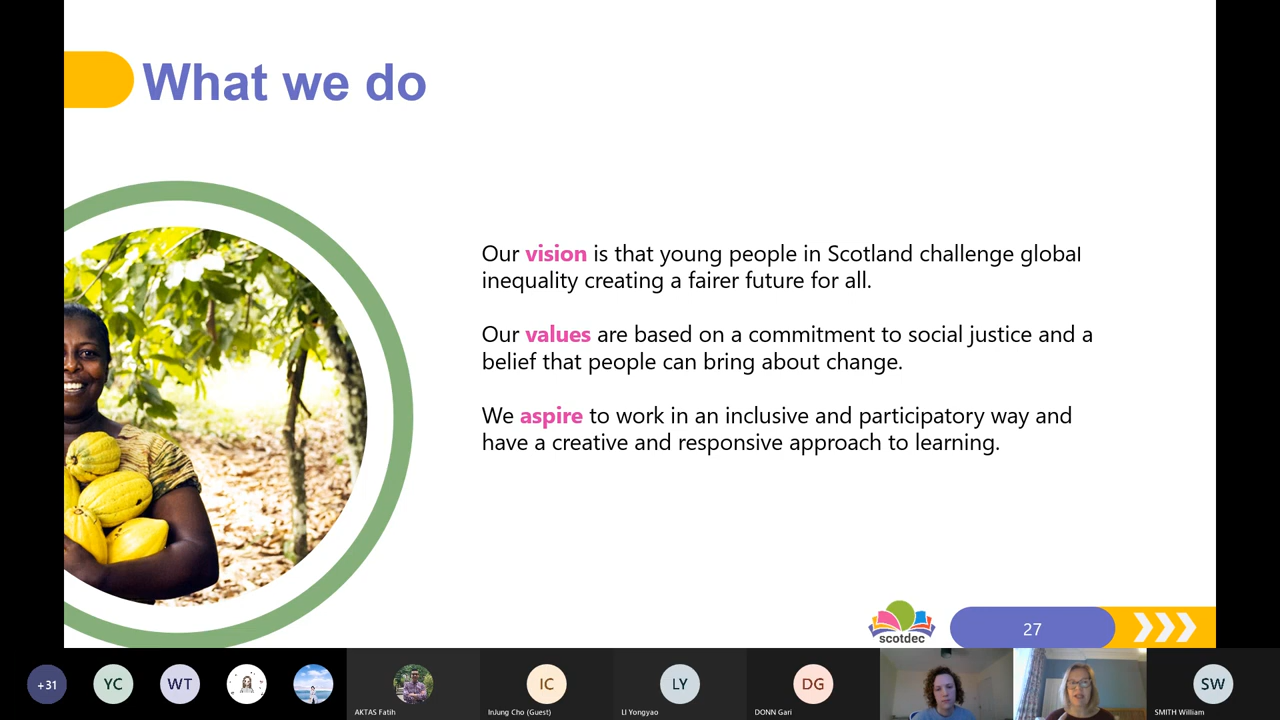 What we do
Our vision is that young people in Scotland challenge global
inequality creating a fairer future for all.
Our values are based on a commitment to social justice and a
belief that people can bring about change.
We aspire to work in an inclusive and participatory way and
have a creative and responsive approach to learning.
scotdec
27
+31
YC
WT
AKTAS Fatih
IC
InJung Cho (Guest)
LY
LI Yongyao
DG
DONN Gari
SW
SMITH William